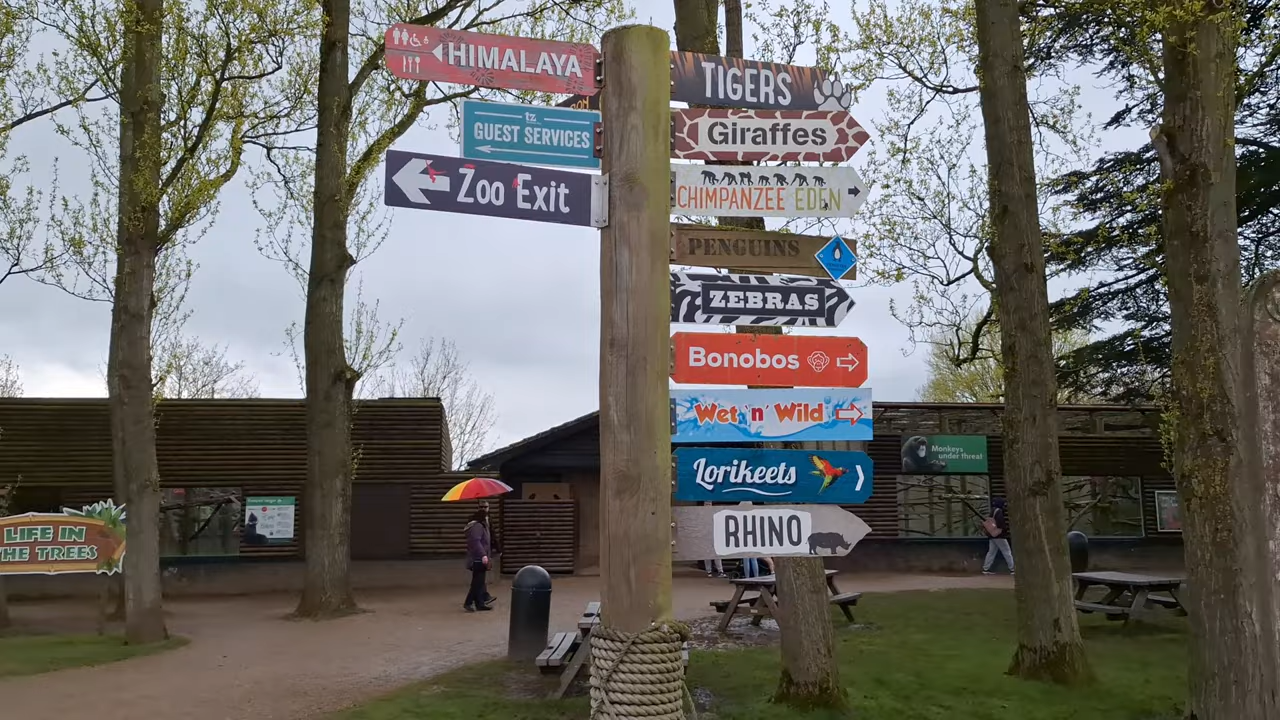 HIMALAYA
tz
GUEST SERVICES
Zoo Exit
TIGERS
Giraffes
CHIMPANZEE EDEN
PENGUINS
ZEBRAS
Bonobos
Wet 'n' Wild
Lorikeets
RHINO
Monkeys
under threat
LIFE IN
THE TREES